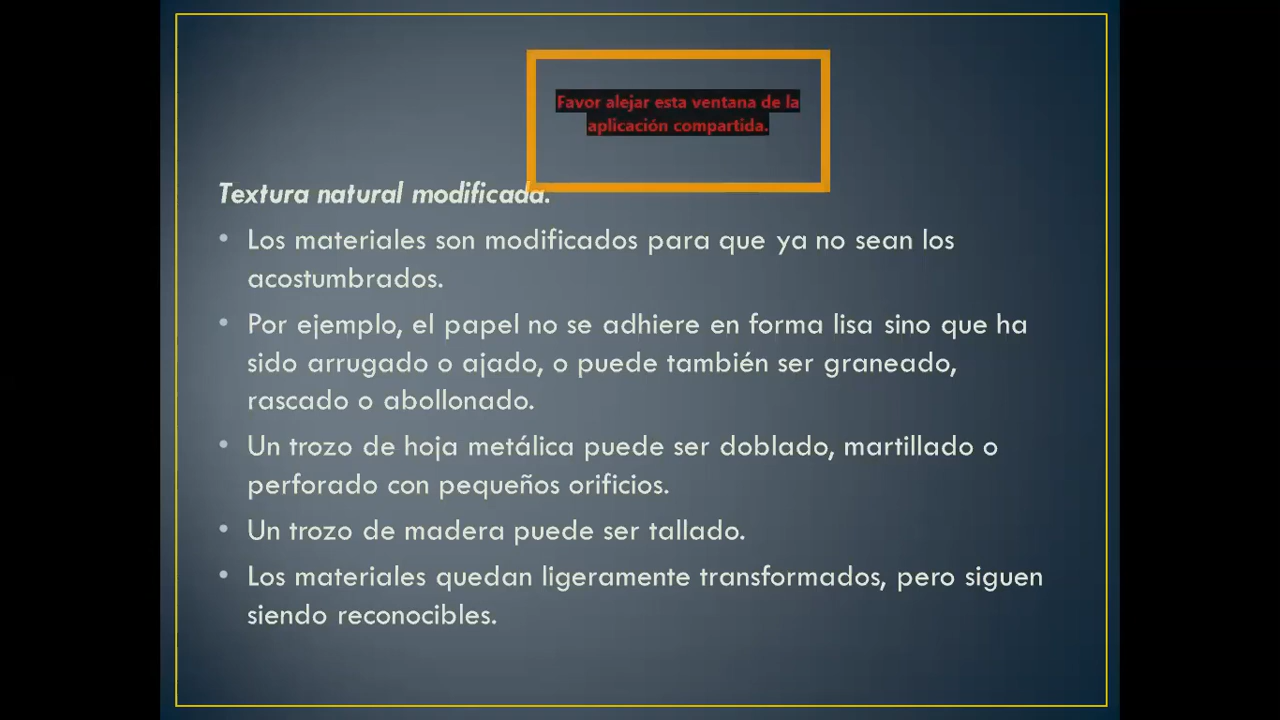 Favor alejar esta ventana de la
aplicación compartida.
Textura natural modificada.
• Los materiales son modificados para que ya no sean los
acostumbrados.
• Por ejemplo, el papel no se adhiere en forma lisa sino que ha
sido arrugado o ajado, o puede también ser graneado,
rascado o abollonado.
• Un trozo de hoja metálica puede ser doblado, martillado o
perforado con pequeños orificios.
• Un trozo de madera puede ser tallado.
• Los materiales quedan ligeramente transformados, pero siguen
siendo reconocibles.